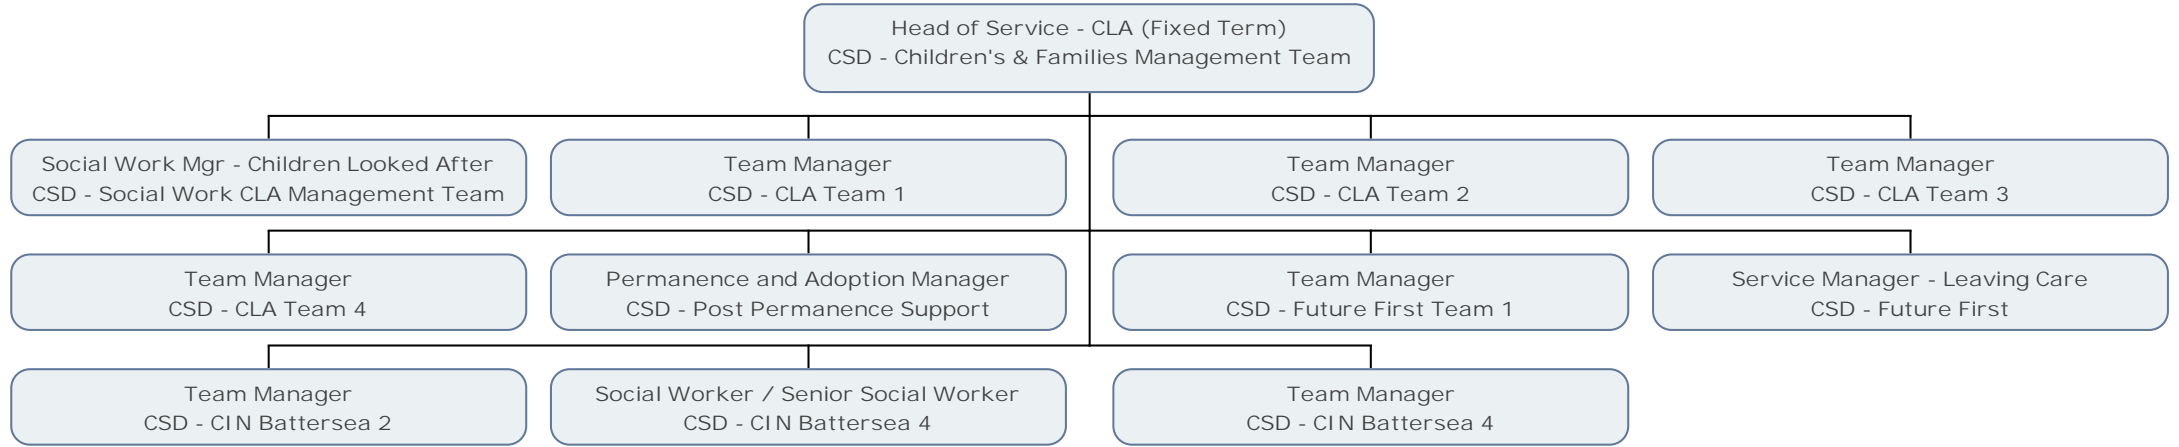 Head of Service - CLA (Fixed Term)
CSD - Children's & Families Management Team
Social Work Mgr - Children Looked After
CSD - Social Work CLA Management Team
Team Manager
CSD - CLA Team 1
Team Manager
CSD - CLA Team 2
Team Manager
CSD - CLA Team 3
Team Manager
CSD - CLA Team 4
Permanence and Adoption Manager
CSD - Post Permanence Support
Team Manager
CSD - Future First Team 1
Service Manager - Leaving Care
CSD - Future First
Team Manager
CSD - CIN Battersea 2
Social Worker / Senior Social Worker
CSD - CIN Battersea 4
Team Manager
CSD - CIN Battersea 4